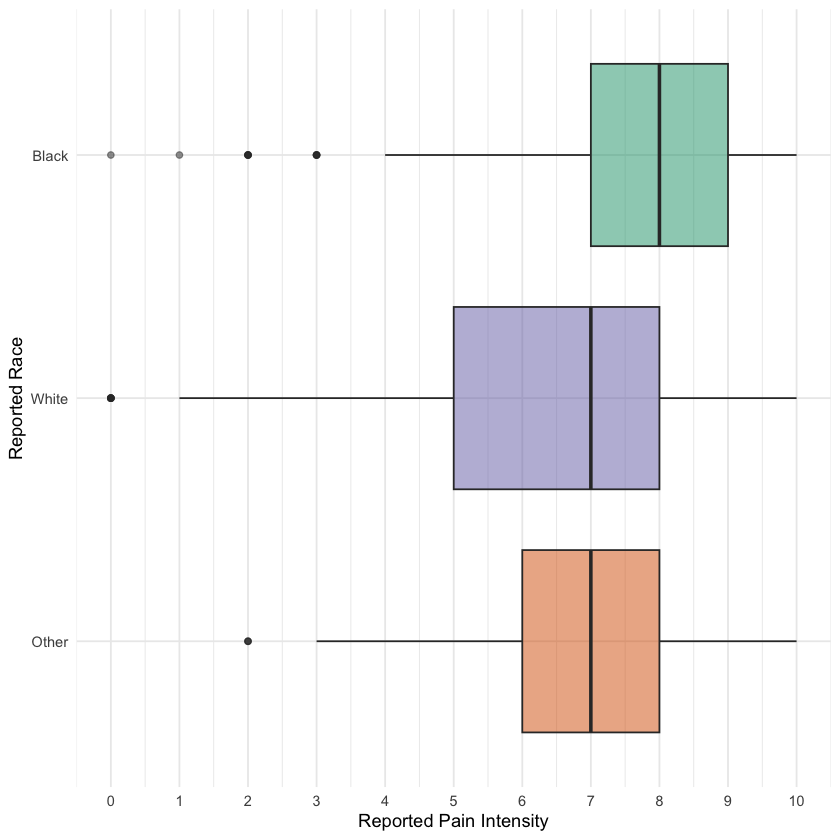 Reported Race
Black
White
Other
0 1 2 3 4 5 6 7 8 9 10
Reported Pain Intensity